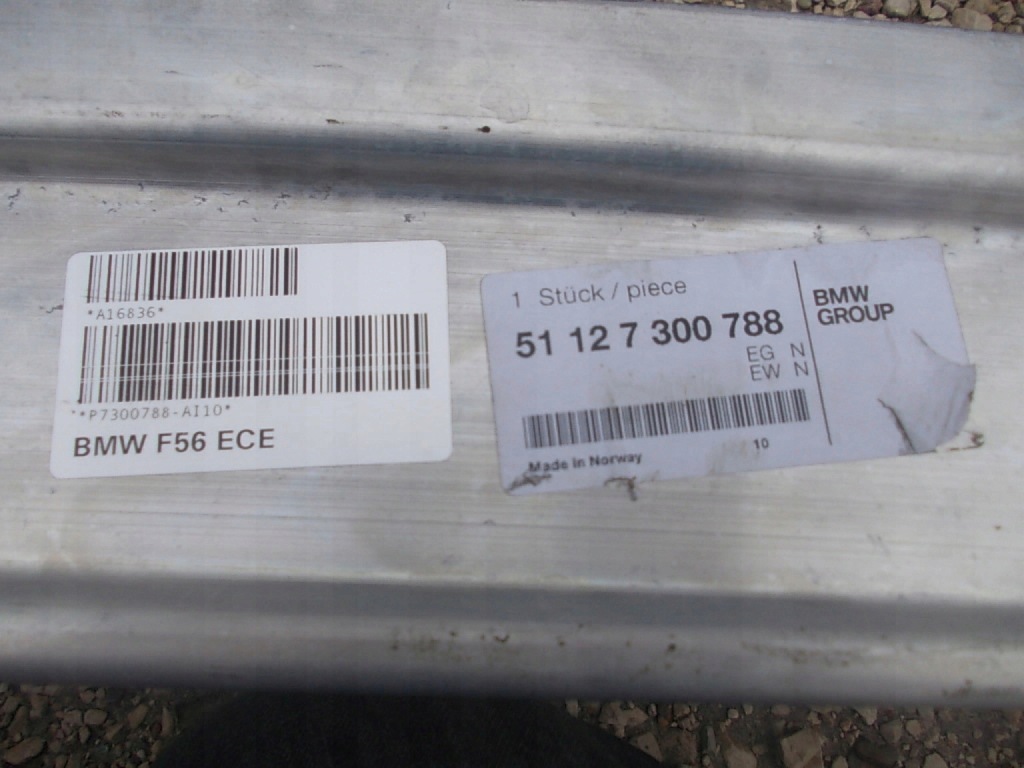 *A16836*
**P7300788-AI10*
BMW F56 ECE
1 Stück / piece
51 12 7 300 788
EG N
EW N
10
Made in Norway
BMW
GROUP